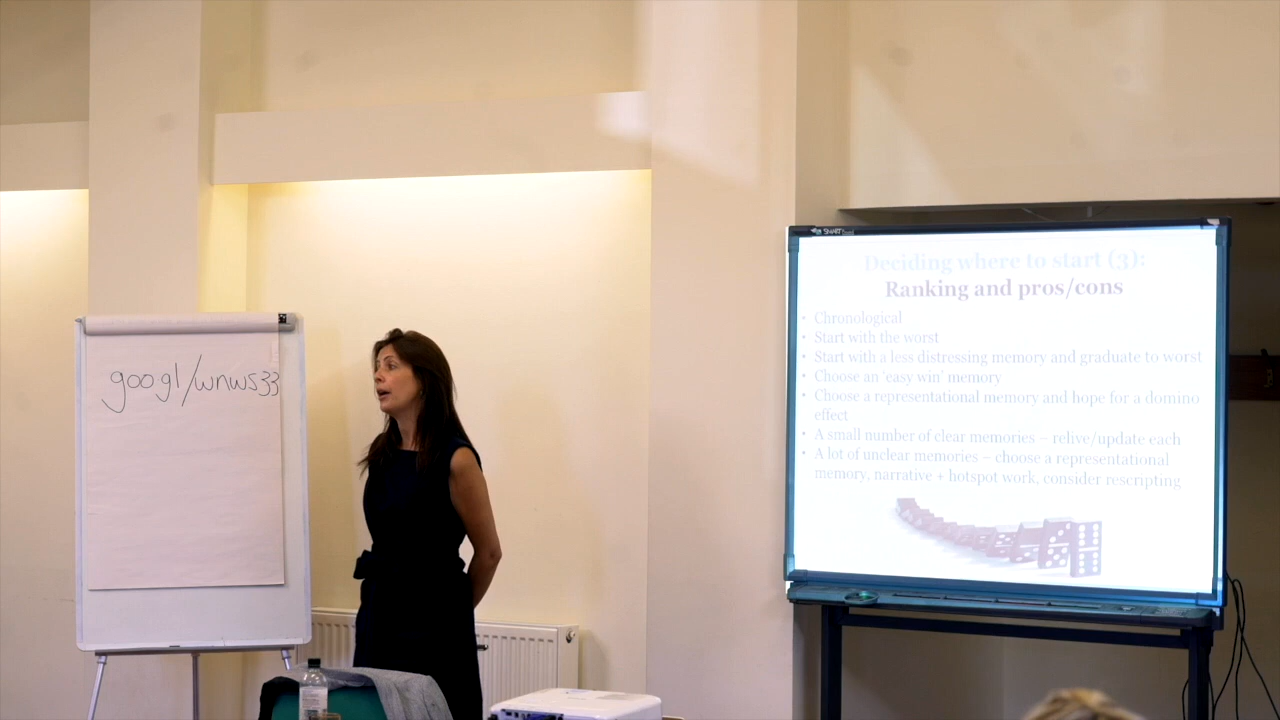 goo.gl/wnws33
SMART
Deciding where to start (3):
Ranking and pros/cons
• Chronological
• Start with the worst
• Start with a less distressing memory and graduate to worst
• Choose an 'easy win' memory
• Choose a representational memory and hope for a domino
effect
• A small number of clear memories – relive/update each
• A lot of unclear memories – choose a representational
memory, narrative + hotspot work, consider rescripting